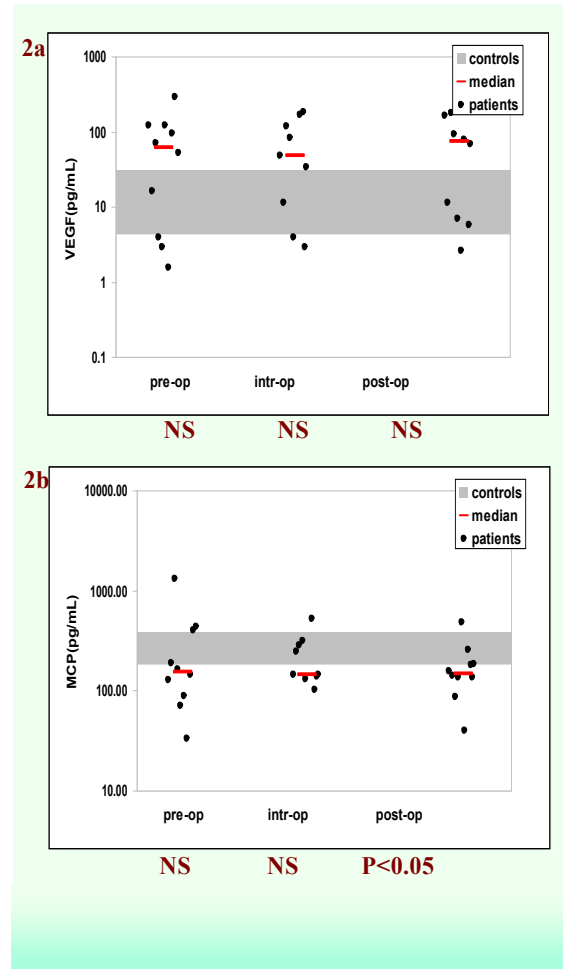 2a
1000
100
10
1
0.1
VEGF(pg/mL)
controls
median
patients
pre-op intr-op post-op
NS NS NS
2b
10000.00
1000.00
100.00
10.00
MCP(pg/mL)
controls
median
patients
pre-op intr-op post-op
NS NS P<0.05